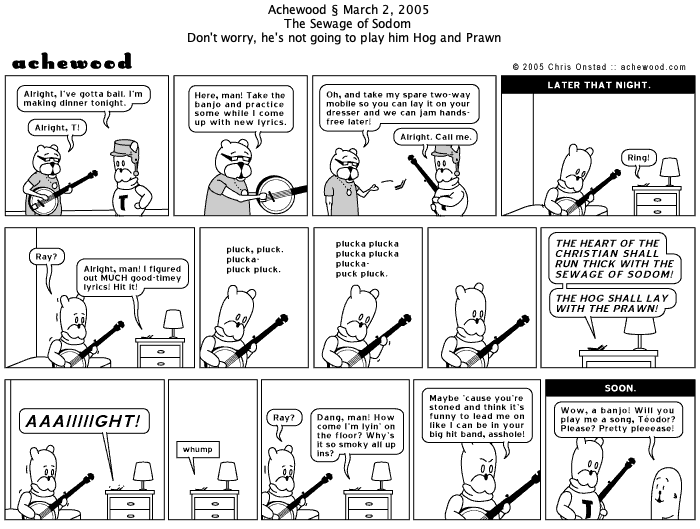 Achewood § March 2, 2005
The Sewage of Sodom
Don't worry, he's not going to play him Hog and Prawn
achewood
© 2005 Chris Onstad :: achewood.com
Alright, I've gotta bail. I'm
making dinner tonight.
Alright, T!
T
Here, man! Take the
banjo and practice
some while I come
up with new lyrics.
Oh, and take my spare two-way
mobile so you can lay it on your
dresser and we can jam hands-
free later!
Alright. Call me.
LATER THAT NIGHT.
Ring!
Ray?
Alright, man! I figured
out MUCH good-timey
lyrics! Hit it!
pluck, pluck.
plucka-
pluck pluck.
plucka plucka
plucka plucka
plucka-
puck pluck.
THE HEART OF THE
CHRISTIAN SHALL
RUN THICK WITH THE
SEWAGE OF SODOM!
THE HOG SHALL LAY
WITH THE PRAWN!
AAAIIIIIGHT!
whump
Ray?
Dang, man! How
come I'm lyin' on
the floor? Why's
it so smoky all up
ins?
Maybe 'cause you're
stoned and think it's
funny to lead me on
like I can be in your
big hit band, asshole!
SOON.
Wow, a banjo! Will you
play me a song, Téodor?
Please? Pretty pleeease!
T